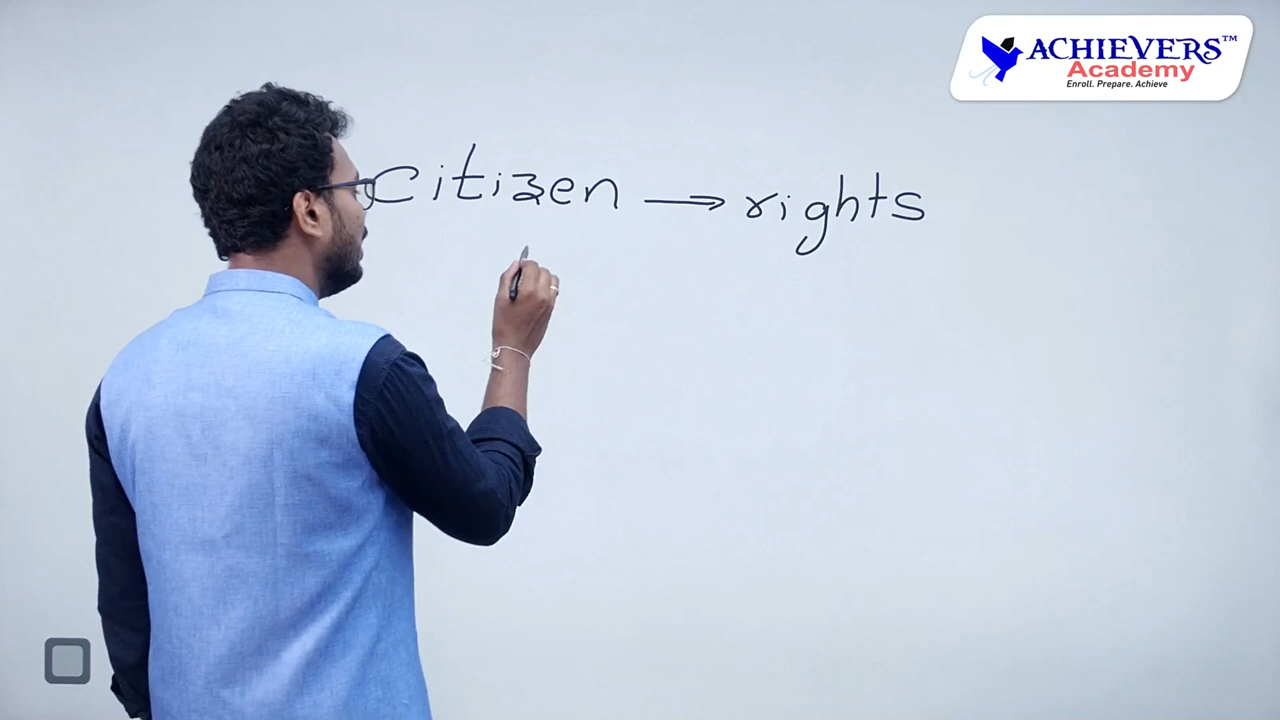 ACHIEVERS™
Academy
Enroll. Prepare. Achieve
Citizen → rights